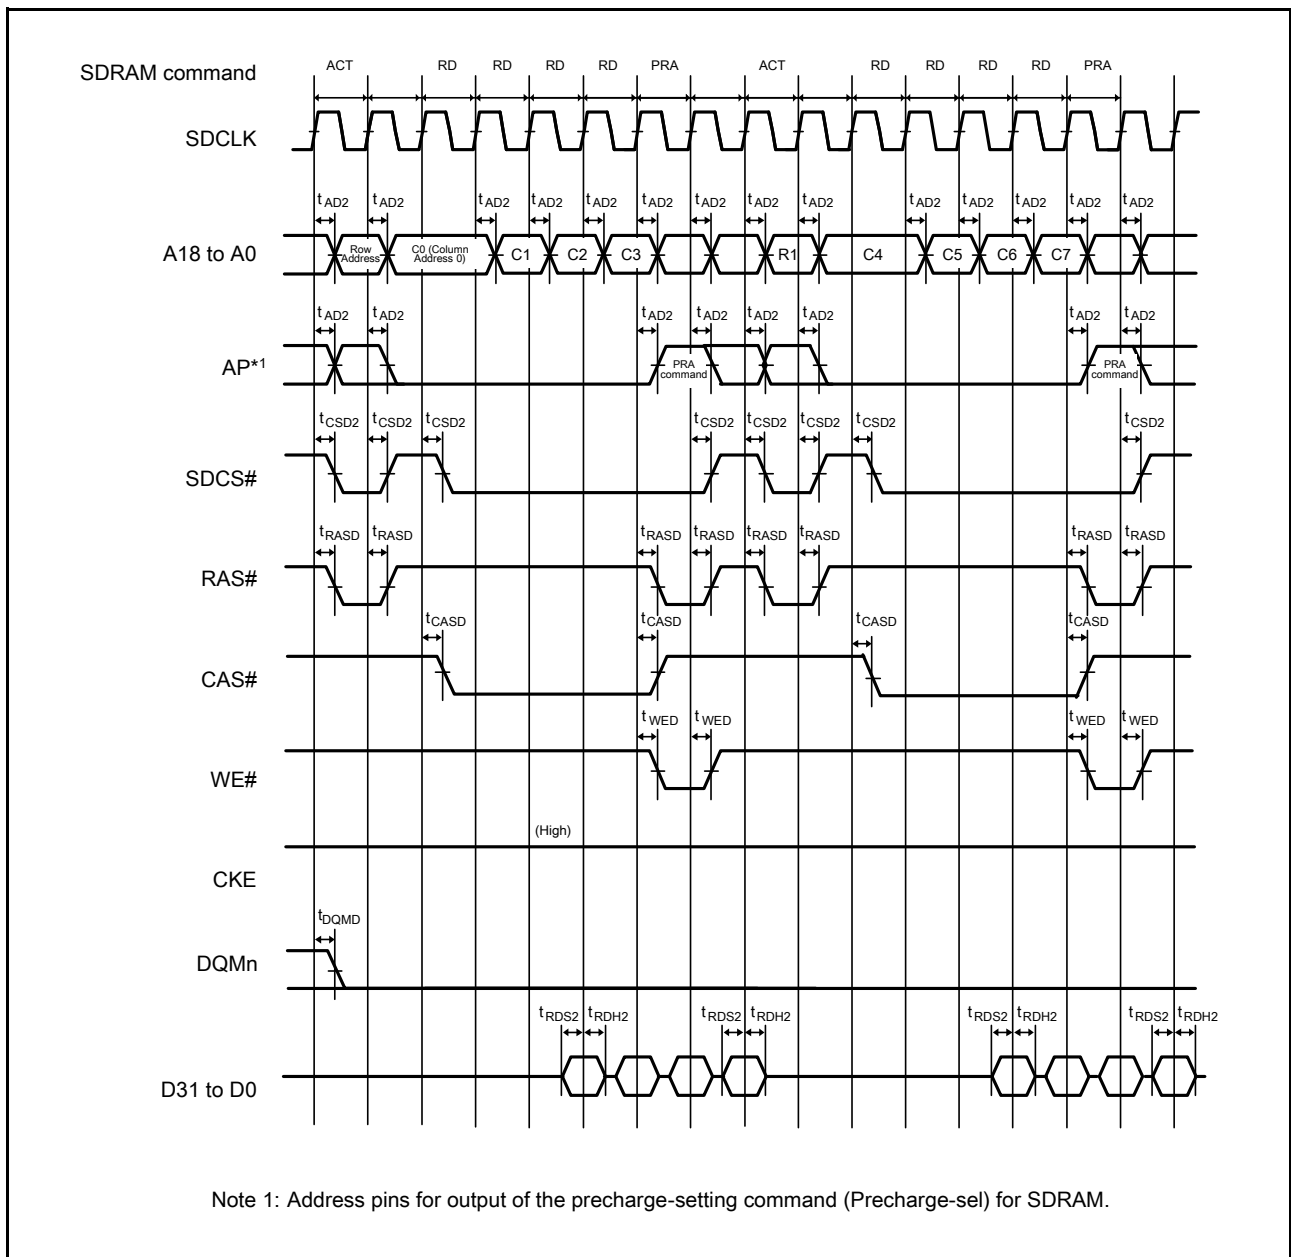 ACT RD RD RD RD PRA ACT RD RD RD RD PRA
SDRAM command
SDCLK
tAD2 tAD2 tAD2 tAD2 tAD2 tAD2 tAD2 tAD2 tAD2 tAD2 tAD2 tAD2 tAD2 tAD2
A18 to A0
Row Address
C0 (Column Address 0)
C1 C2 C3 R1 C4 C5 C6 C7
tAD2 tAD2 tAD2 tAD2 tAD2 tAD2 tAD2 tAD2
AP*1
PRA command
PRA command
tCSD2 tCSD2 tCSD2 tCSD2 tCSD2 tCSD2 tCSD2 tCSD2
SDCS#
tRASD tRASD tRASD tRASD tRASD tRASD tRASD tRASD
RAS#
tCASD tCASD tCASD tCASD
CAS#
tWED tWED tWED tWED
WE#
(High)
CKE
tDQMD
DQMn
tRDS2 tRDH2 tRDS2 tRDH2 tRDS2 tRDH2 tRDS2 tRDH2
D31 to D0
Note 1: Address pins for output of the precharge-setting command (Precharge-sel) for SDRAM.